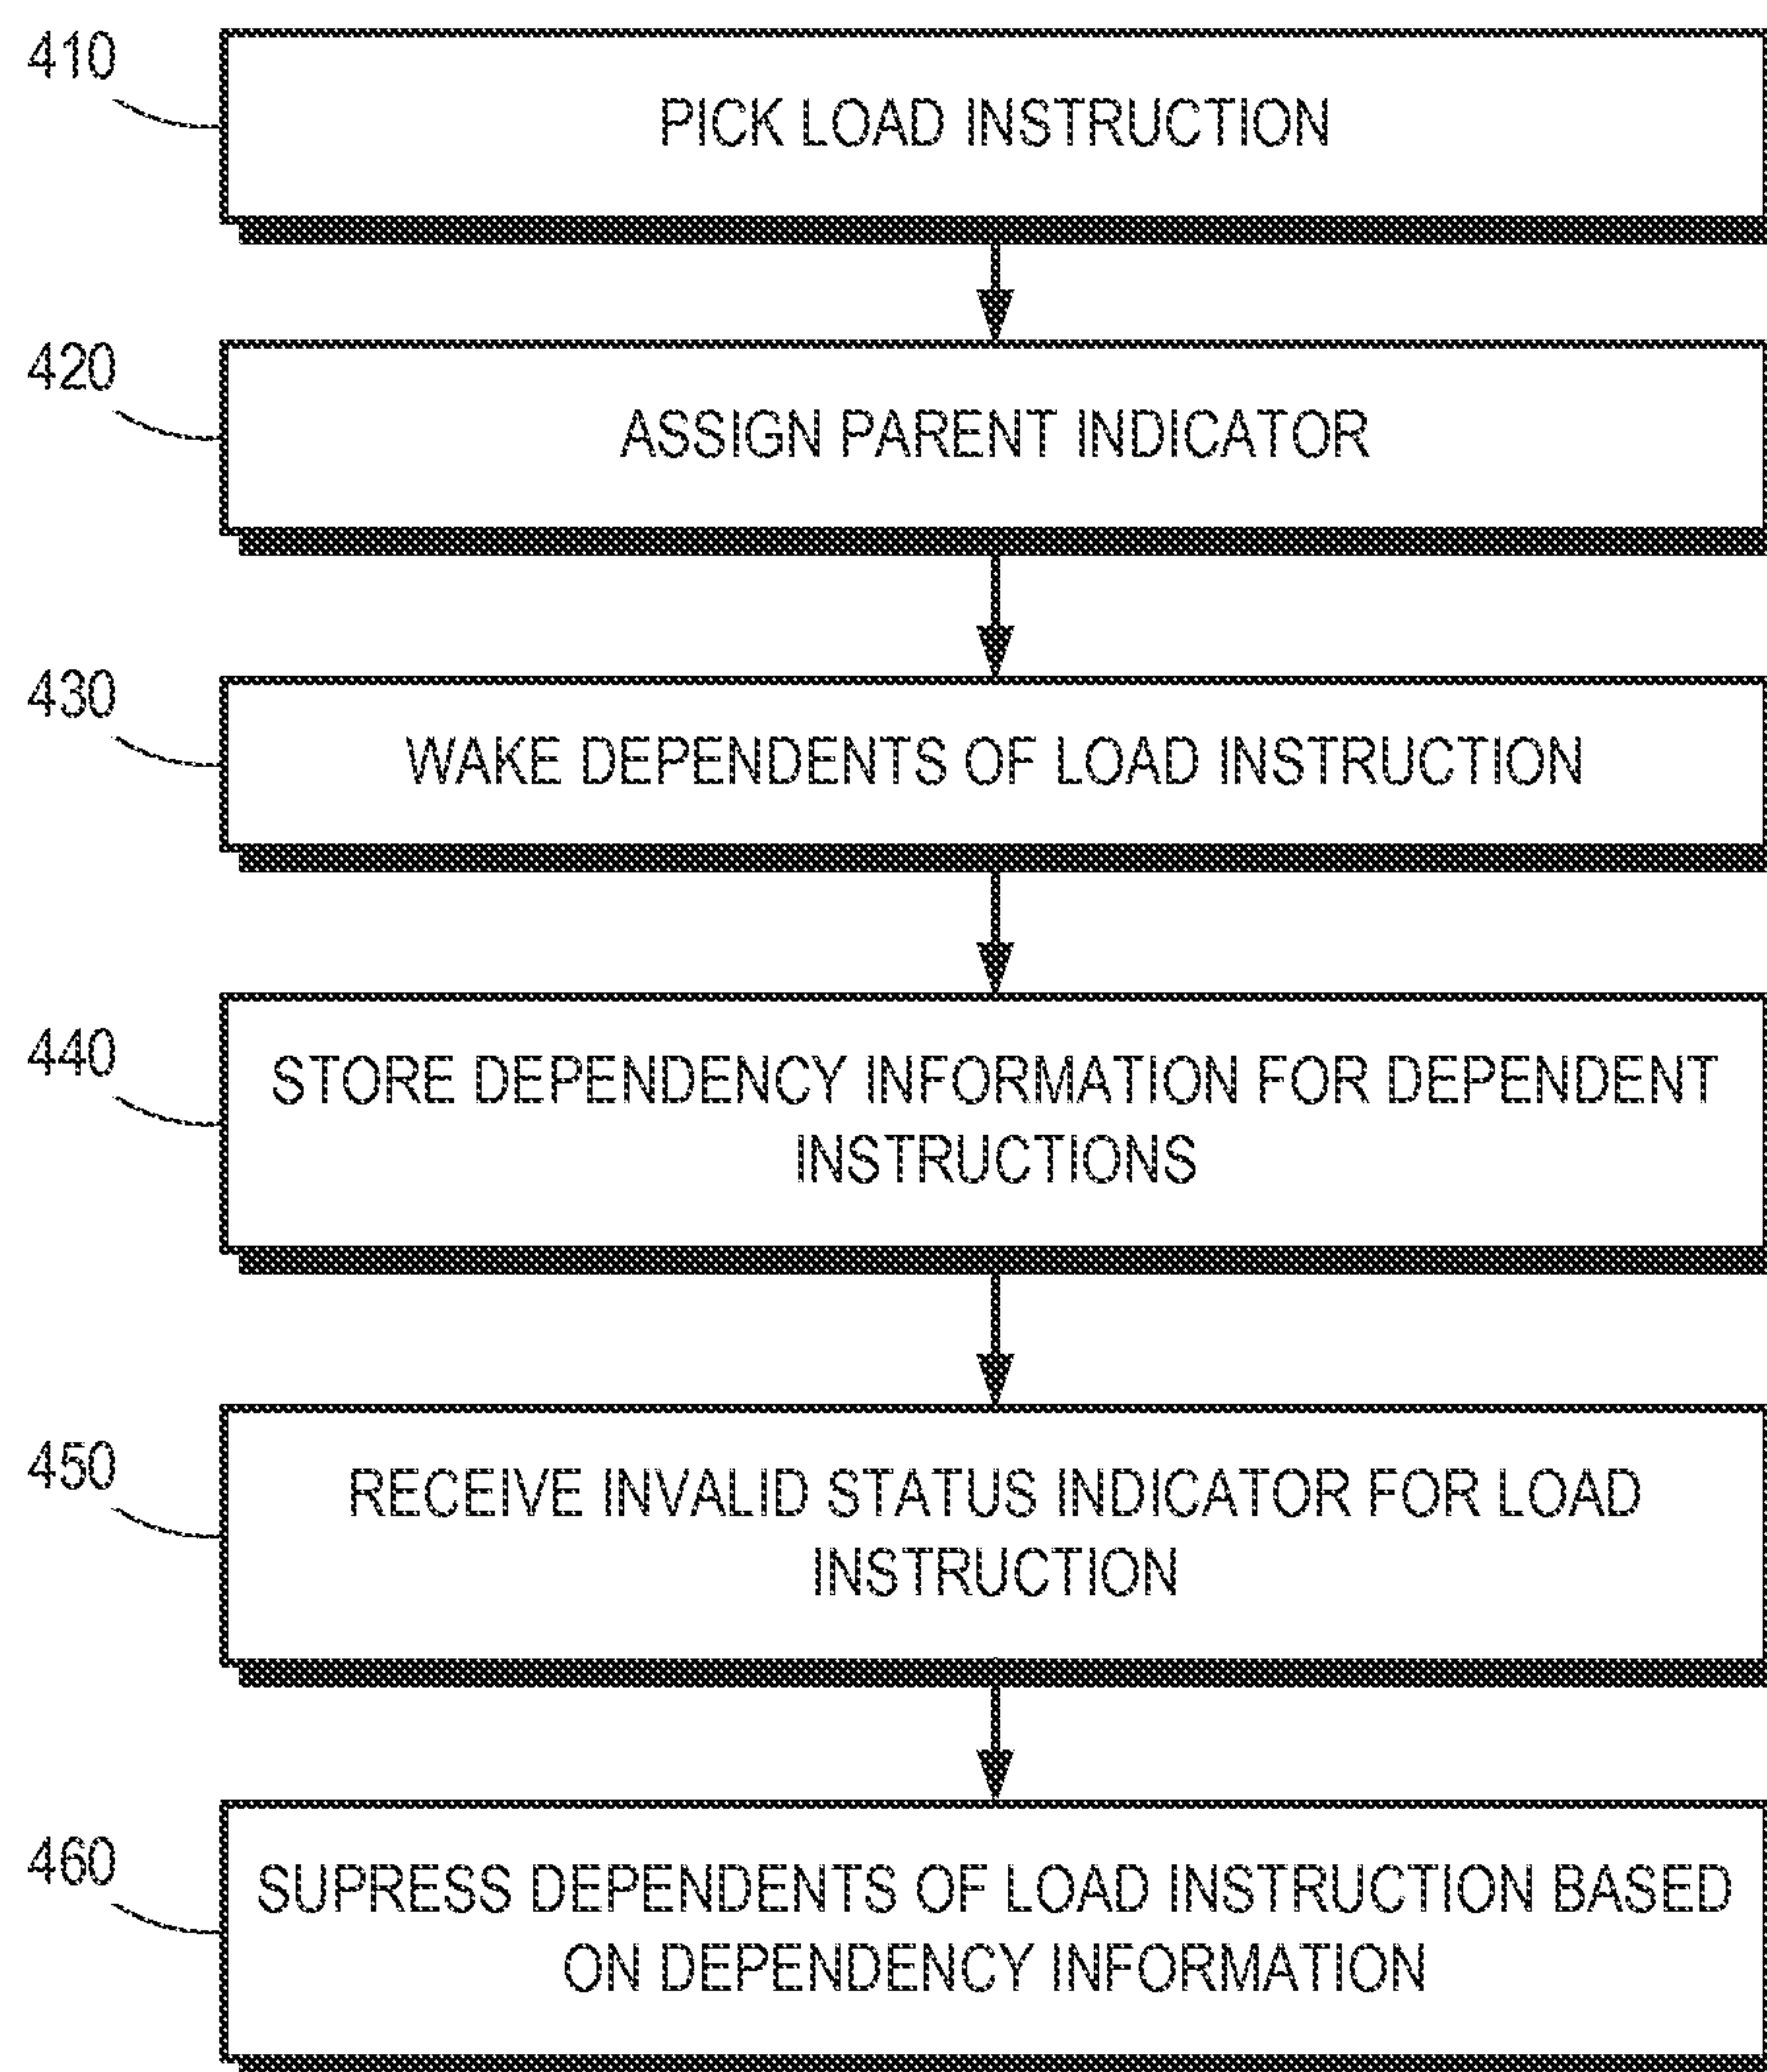 410
PICK LOAD INSTRUCTION
420
ASSIGN PARENT INDICATOR
430
WAKE DEPENDENTS OF LOAD INSTRUCTION
440
STORE DEPENDENCY INFORMATION FOR DEPENDENT
INSTRUCTIONS
450
RECEIVE INVALID STATUS INDICATOR FOR LOAD
INSTRUCTION
460
SUPRESS DEPENDENTS OF LOAD INSTRUCTION BASED
ON DEPENDENCY INFORMATION